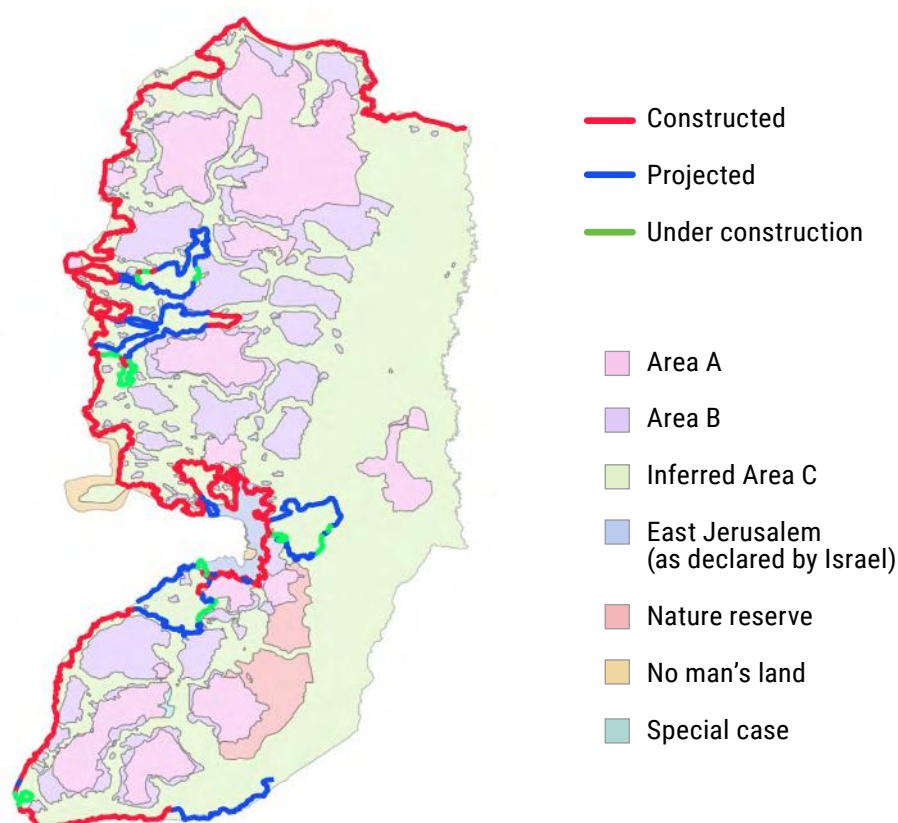 Constructed
Projected
Under construction
Area A
Area B
Inferred Area C
East Jerusalem
(as declared by Israel)
Nature reserve
No man’s land
Special case